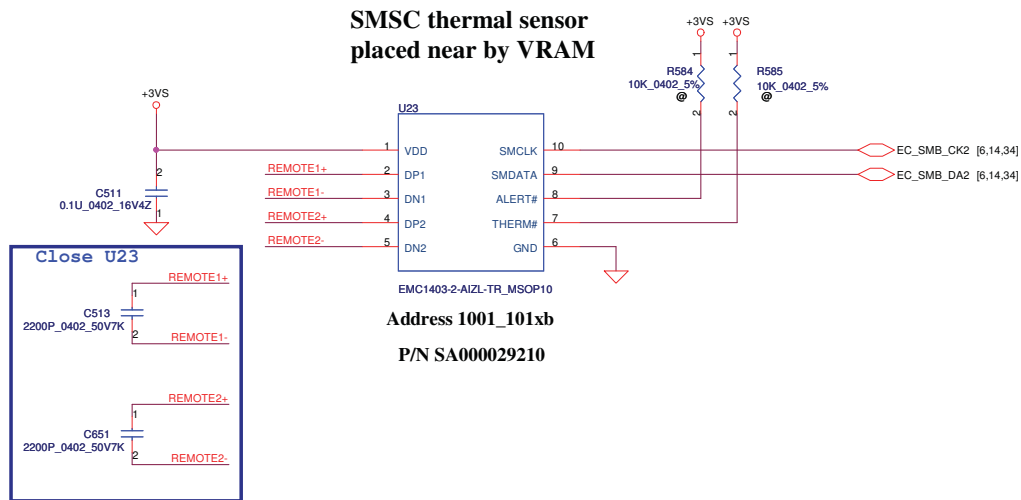 SMSC thermal sensor
placed near by VRAM
+3VS +3VS
1 1
R584 R585
10K_0402_5% 10K_0402_5%
@ @
2 2
+3VS
U23
1 VDD SMCLK 10 EC_SMB_CK2 [6,14,34]
REMOTE1+ 2 DP1 SMDATA 9 EC_SMB_DA2 [6,14,34]
REMOTE1- 3 DN1 ALERT# 8
REMOTE2+ 4 DP2 THERM# 7
REMOTE2- 5 DN2 GND 6
2
C511
0.1U_0402_16V4Z
1
EMC1403-2-AIZL-TR_MSOP10
Address 1001_101xb
P/N SA000029210
Close U23
REMOTE1+
1
C513
2200P_0402_50V7K
2
REMOTE1-
REMOTE2+
1
C651
2200P_0402_50V7K
2
REMOTE2-